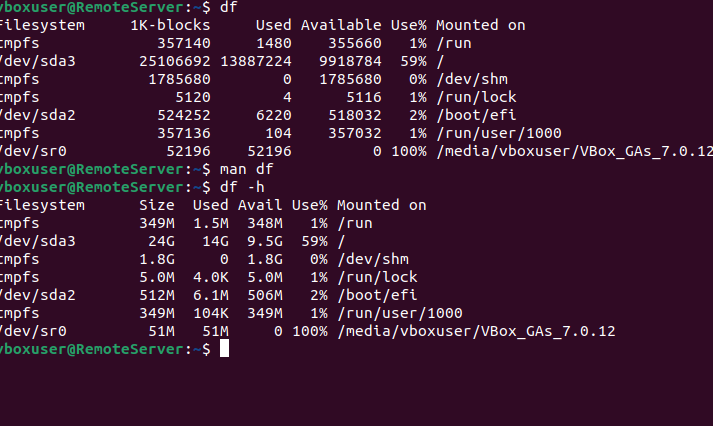 vboxuser@RemoteServer:~$ df
Filesystem     1K-blocks     Used Available Use% Mounted on
tmpfs             357140     1480    355660   1% /run
/dev/sda3       25106692 13887224   9918784  59% /
tmpfs            1785680        0   1785680   0% /dev/shm
tmpfs               5120        4      5116   1% /run/lock
/dev/sda2         524252     6220    518032   2% /boot/efi
tmpfs             357136      104    357032   1% /run/user/1000
/dev/sr0           52196    52196         0 100% /media/vboxuser/VBox_GAs_7.0.12
vboxuser@RemoteServer:~$ man df
vboxuser@RemoteServer:~$ df -h
Filesystem      Size  Used Avail Use% Mounted on
tmpfs           349M  1.5M  348M   1% /run
/dev/sda3        24G   14G  9.5G  59% /
tmpfs           1.8G     0  1.8G   0% /dev/shm
tmpfs           5.0M  4.0K  5.0M   1% /run/lock
/dev/sda2       512M  6.1M  506M   2% /boot/efi
tmpfs           349M  104K  349M   1% /run/user/1000
/dev/sr0         51M   51M     0 100% /media/vboxuser/VBox_GAs_7.0.12
vboxuser@RemoteServer:~$